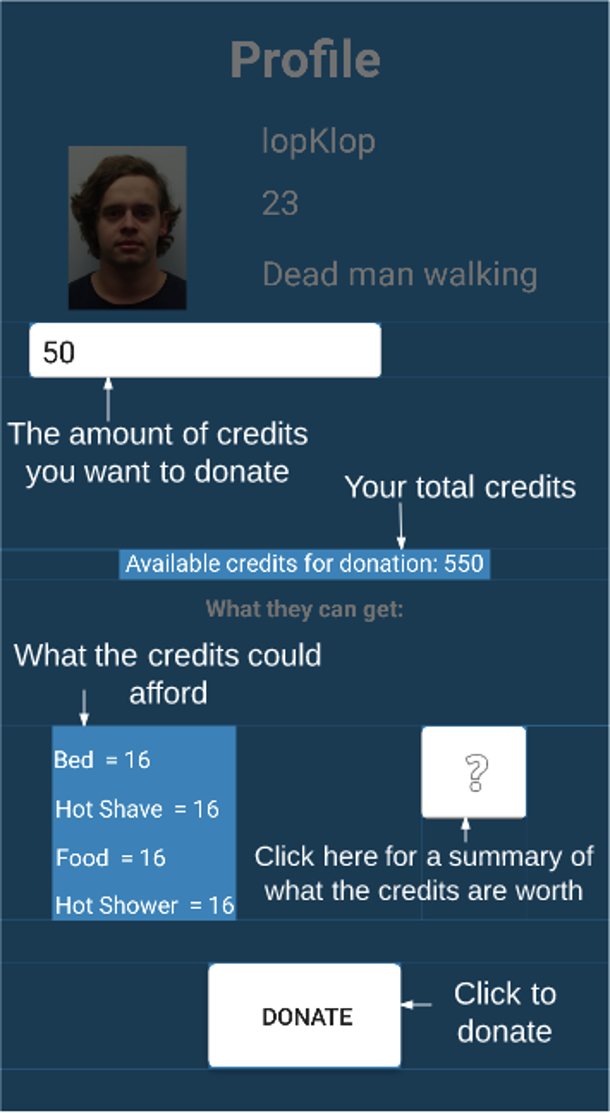 Profile
lopKlop
23
Dead man walking
50
The amount of credits
you want to donate
Your total credits
Available credits for donation: 550
What they can get:
What the credits could
afford
Bed = 16
Hot Shave = 16
Food = 16
Hot Shower = 16
?
Click here for a summary of
what the credits are worth
DONATE
Click to
donate